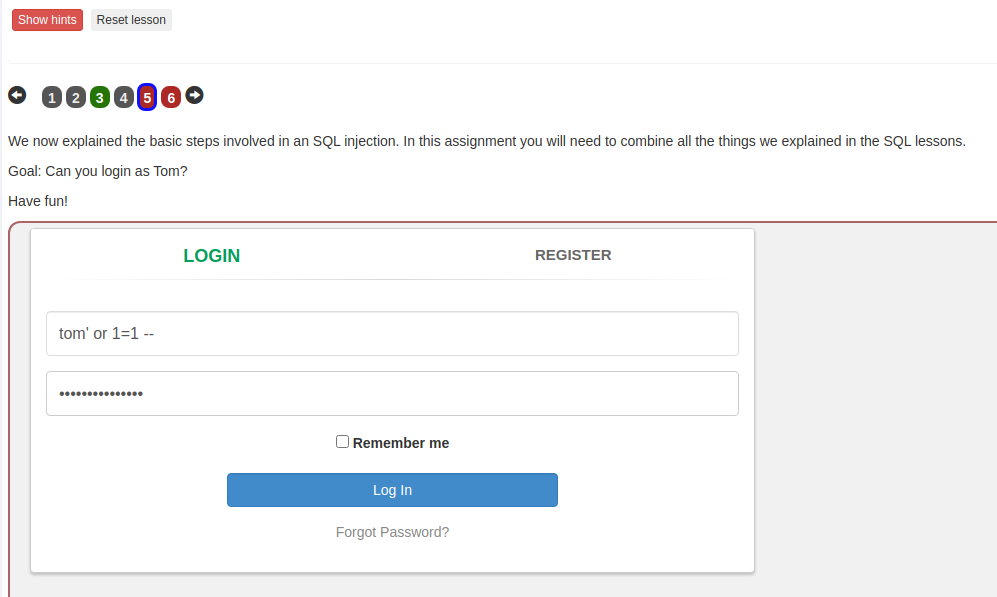 Show hints Reset lesson
1 2 3 4 5 6
We now explained the basic steps involved in an SQL injection. In this assignment you will need to combine all the things we explained in the SQL lessons.
Goal: Can you login as Tom?
Have fun!
LOGIN REGISTER
tom' or 1=1 --
•••••••••••••••
Remember me
Log In
Forgot Password?